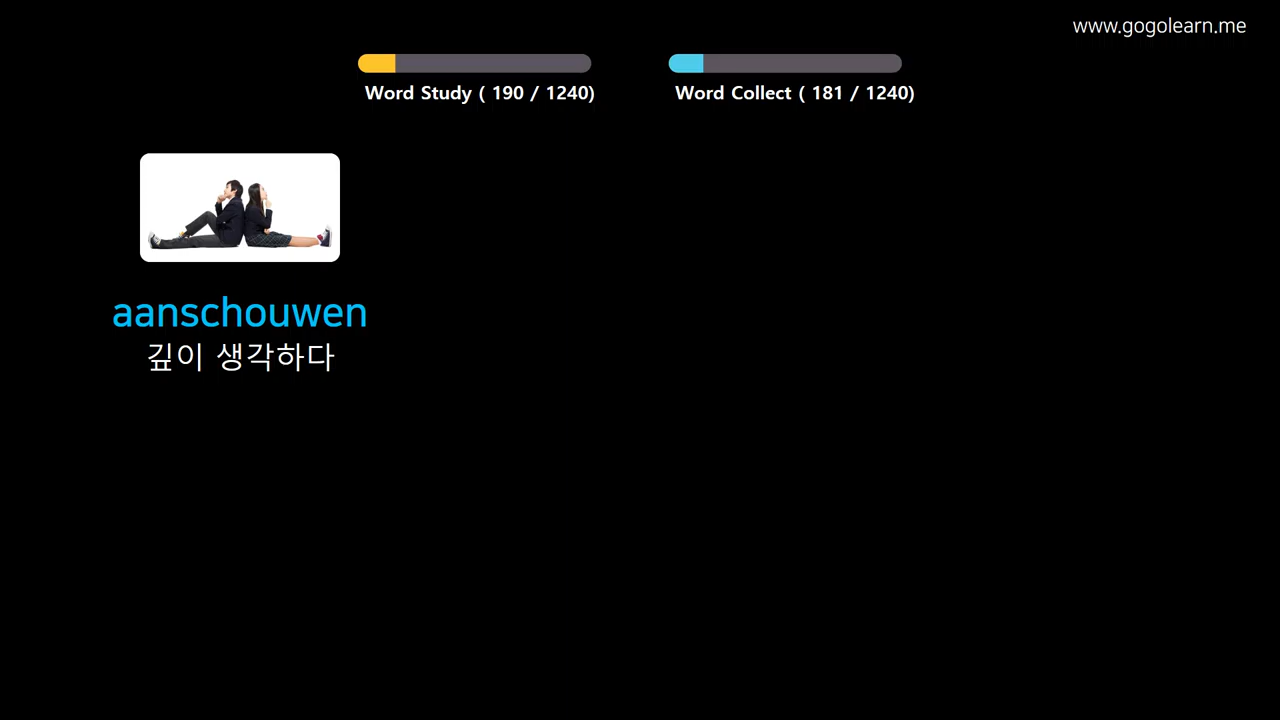 www.gogolearn.me
Word Study ( 190 / 1240)
Word Collect ( 181 / 1240)
aanschouwen
깊이 생각하다